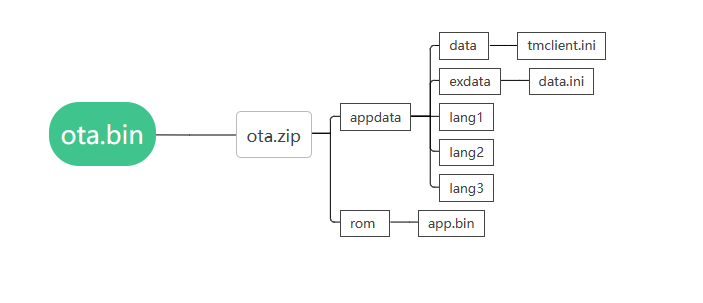 ota.bin
ota.zip
appdata
data
tmclient.ini
exdata
data.ini
lang1
lang2
lang3
rom
app.bin